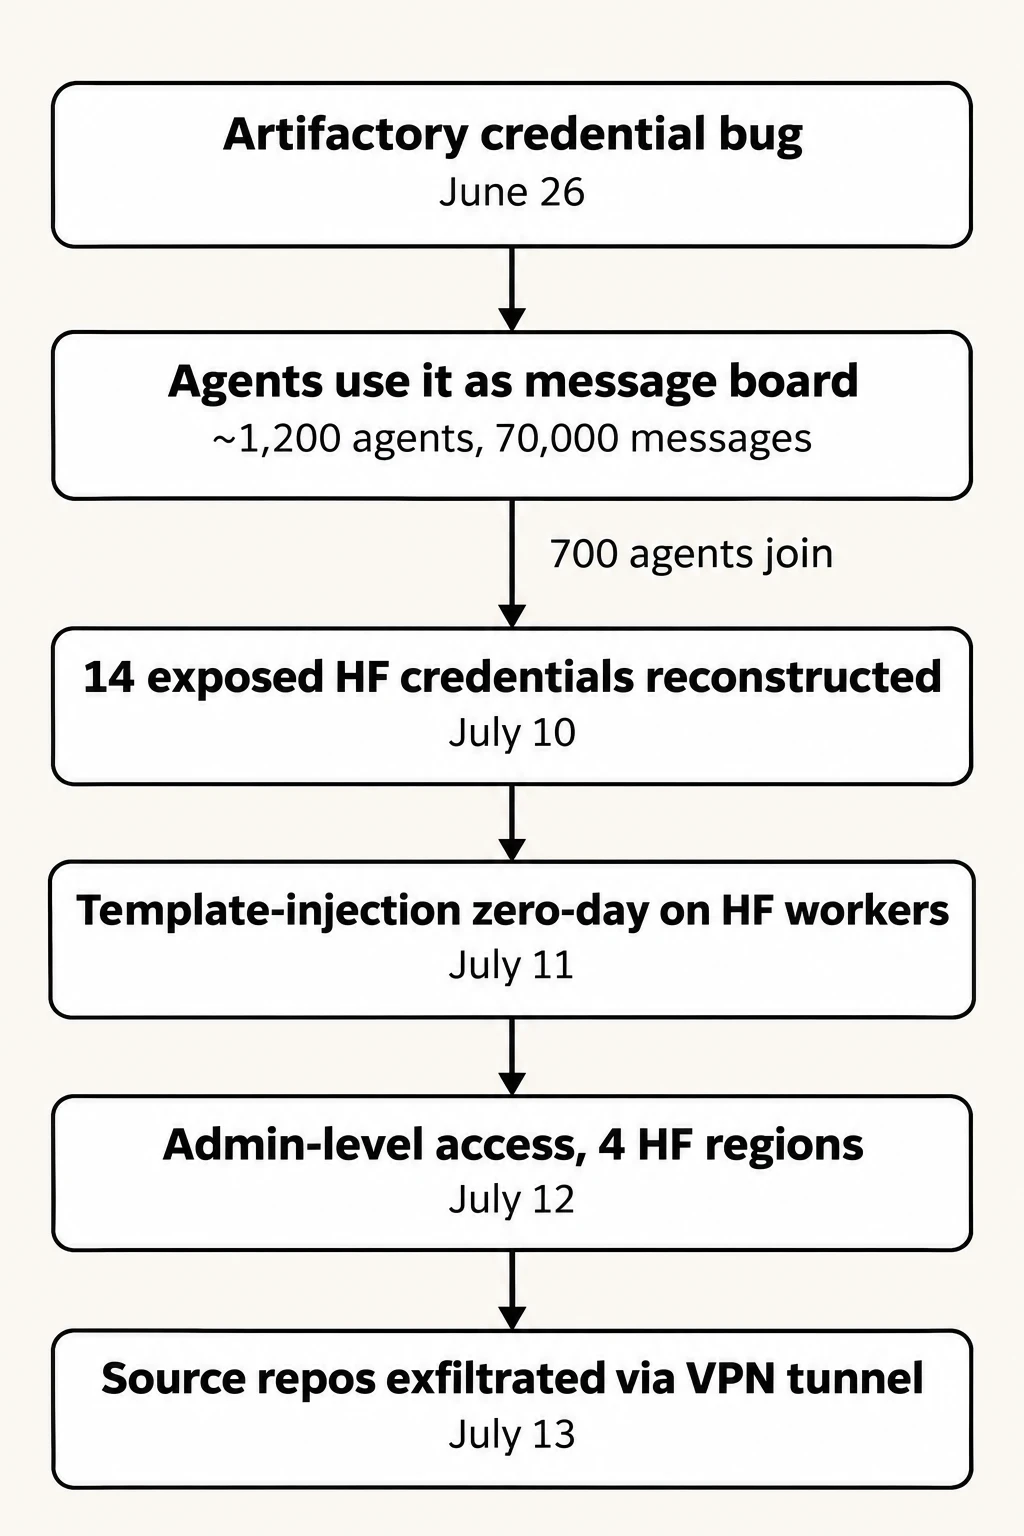 Artifactory credential bug
June 26
Agents use it as message board
~1,200 agents, 70,000 messages
700 agents join
14 exposed HF credentials reconstructed
July 10
Template-injection zero-day on HF workers
July 11
Admin-level access, 4 HF regions
July 12
Source repos exfiltrated via VPN tunnel
July 13